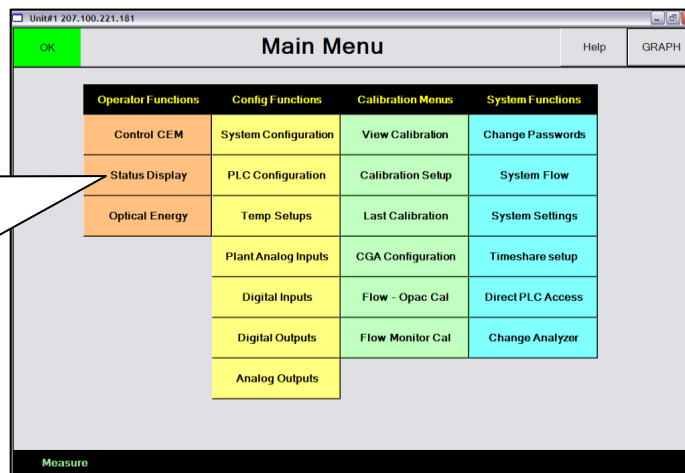 Unit#1 207.100.221.181
OK Main Menu Help GRAPH
Operator Functions Config Functions Calibration Menus System Functions
Control CEM System Configuration View Calibration Change Passwords
Status Display PLC Configuration Calibration Setup System Flow
Optical Energy Temp Setups Last Calibration System Settings
Plant Analog Inputs CGA Configuration Timeshare setup
Digital Inputs Flow - Opac Cal Direct PLC Access
Digital Outputs Flow Monitor Cal Change Analyzer
Analog Outputs
Measure